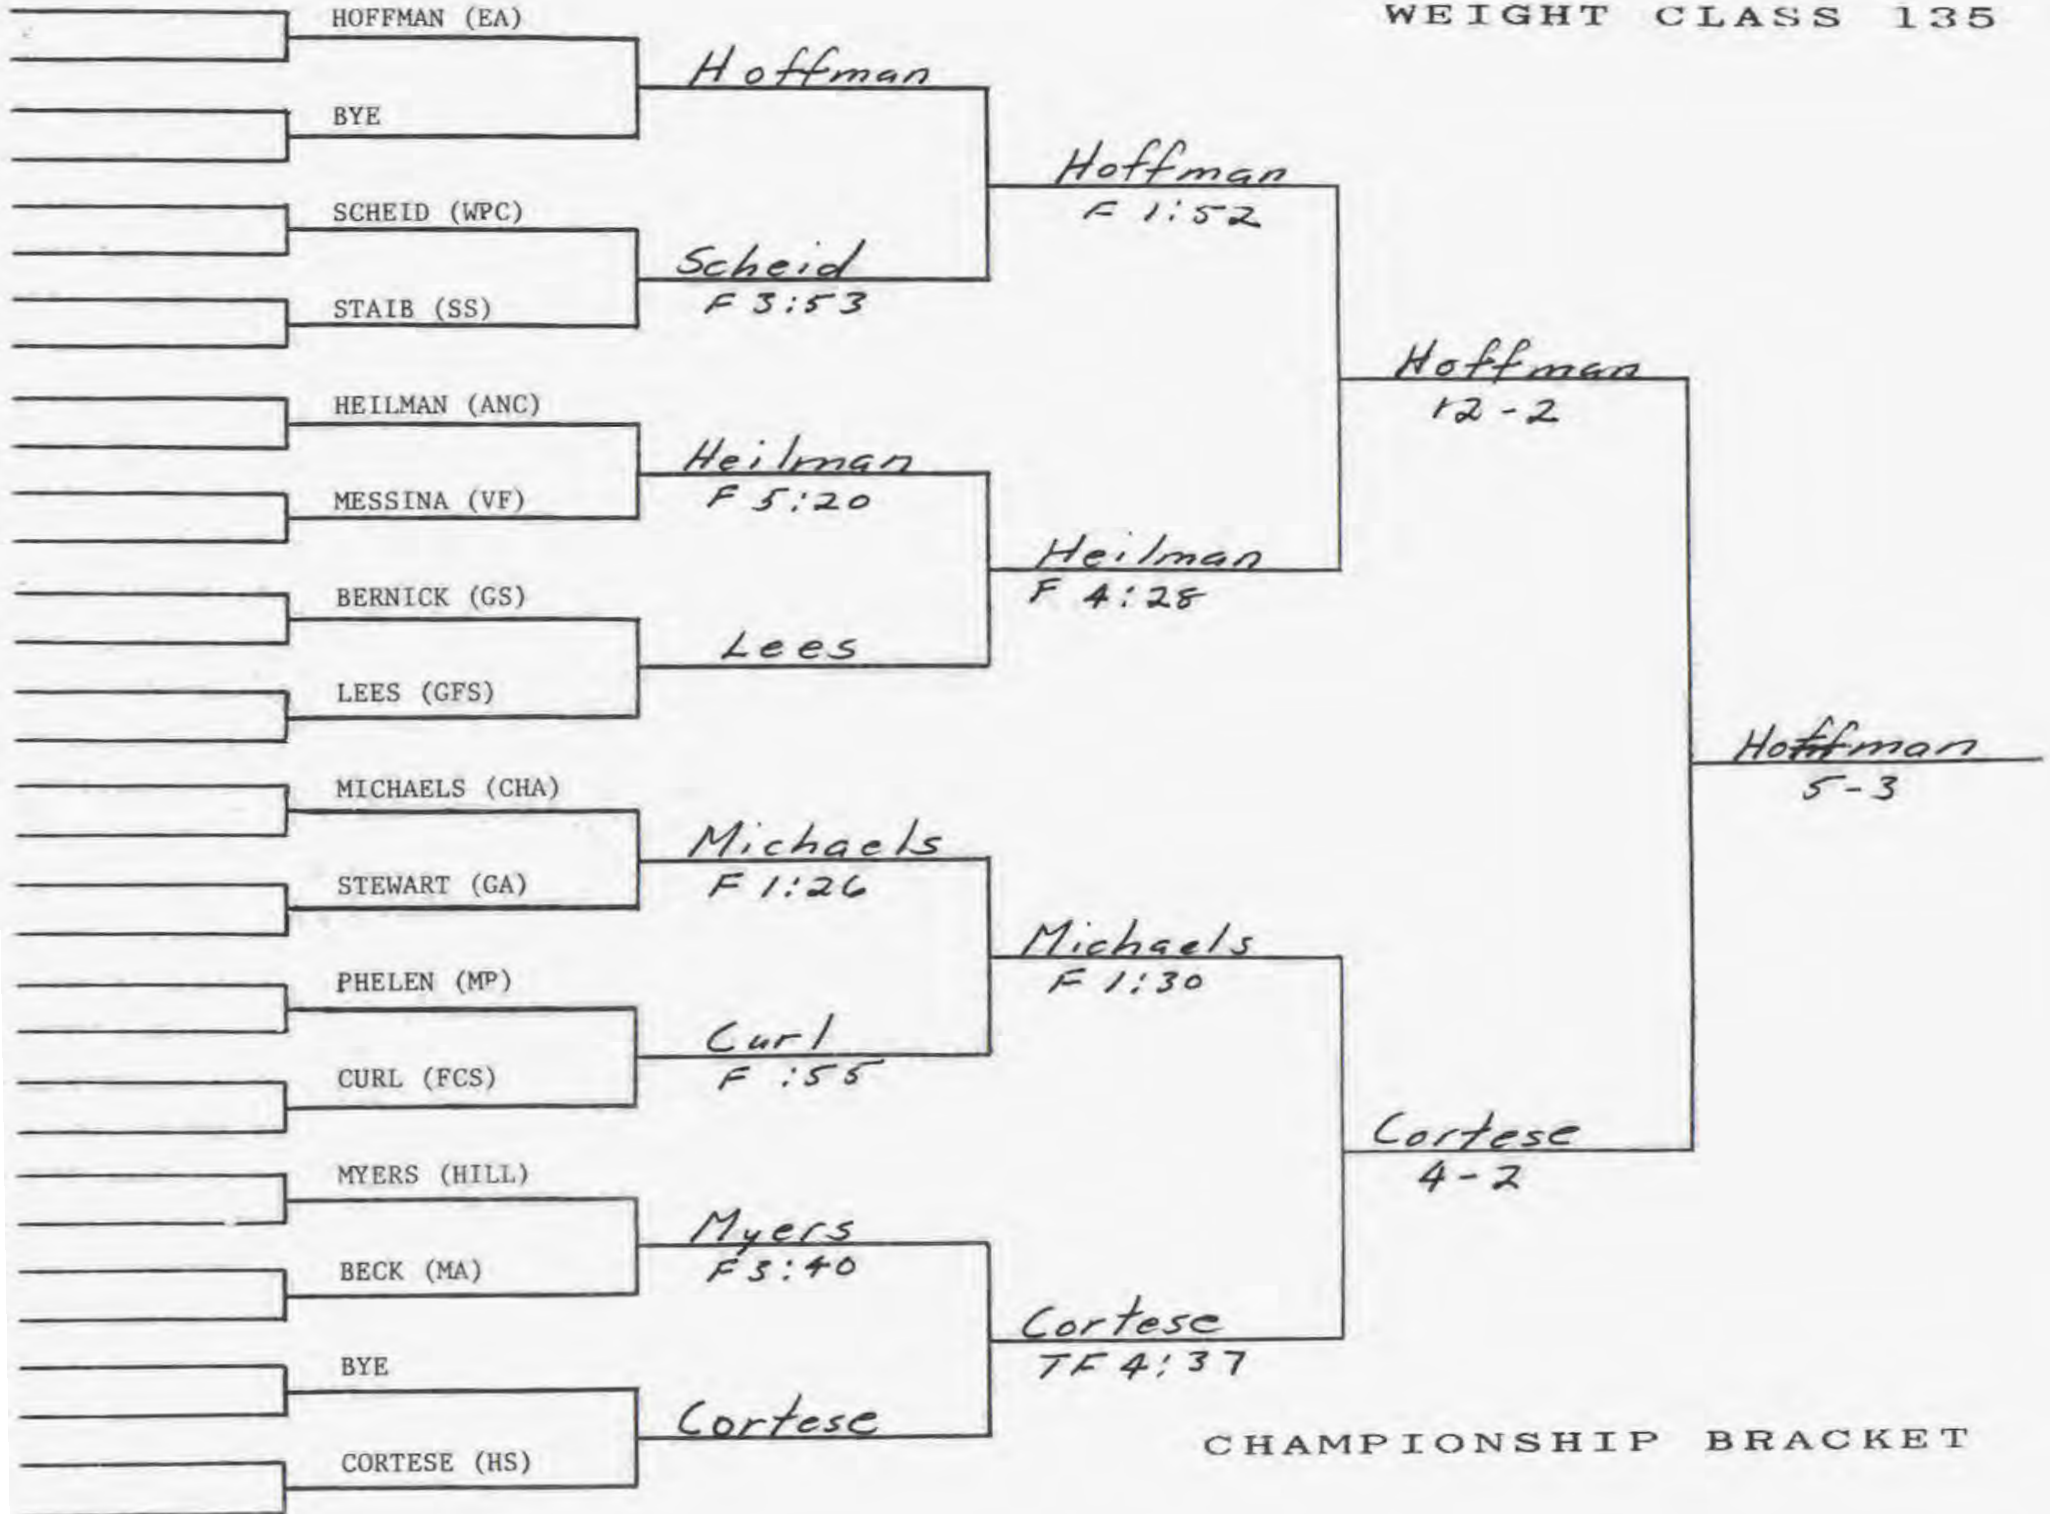 WEIGHT CLASS 135
HOFFMAN (EA)
BYE
SCHEID (WPC)
STAIB (SS)
HEILMAN (ANC)
MESSINA (VF)
BERNICK (GS)
LEES (GFS)
MICHAELS (CHA)
STEWART (GA)
PHELEN (MP)
CURL (FCS)
MYERS (HILL)
BECK (MA)
BYE
CORTESE (HS)
Hoffman
Scheid
F 3:53
Heilman
F 5:20
Lees
Michaels
F 1:26
Curl
F :55
Myers
F 3:40
Cortese
Hoffman
F 1:52
Heilman
F 4:28
Michaels
F 1:30
Cortese
TF 4:37
Hoffman
12-2
Cortese
4-2
Hoffman
5-3
CHAMPIONSHIP BRACKET